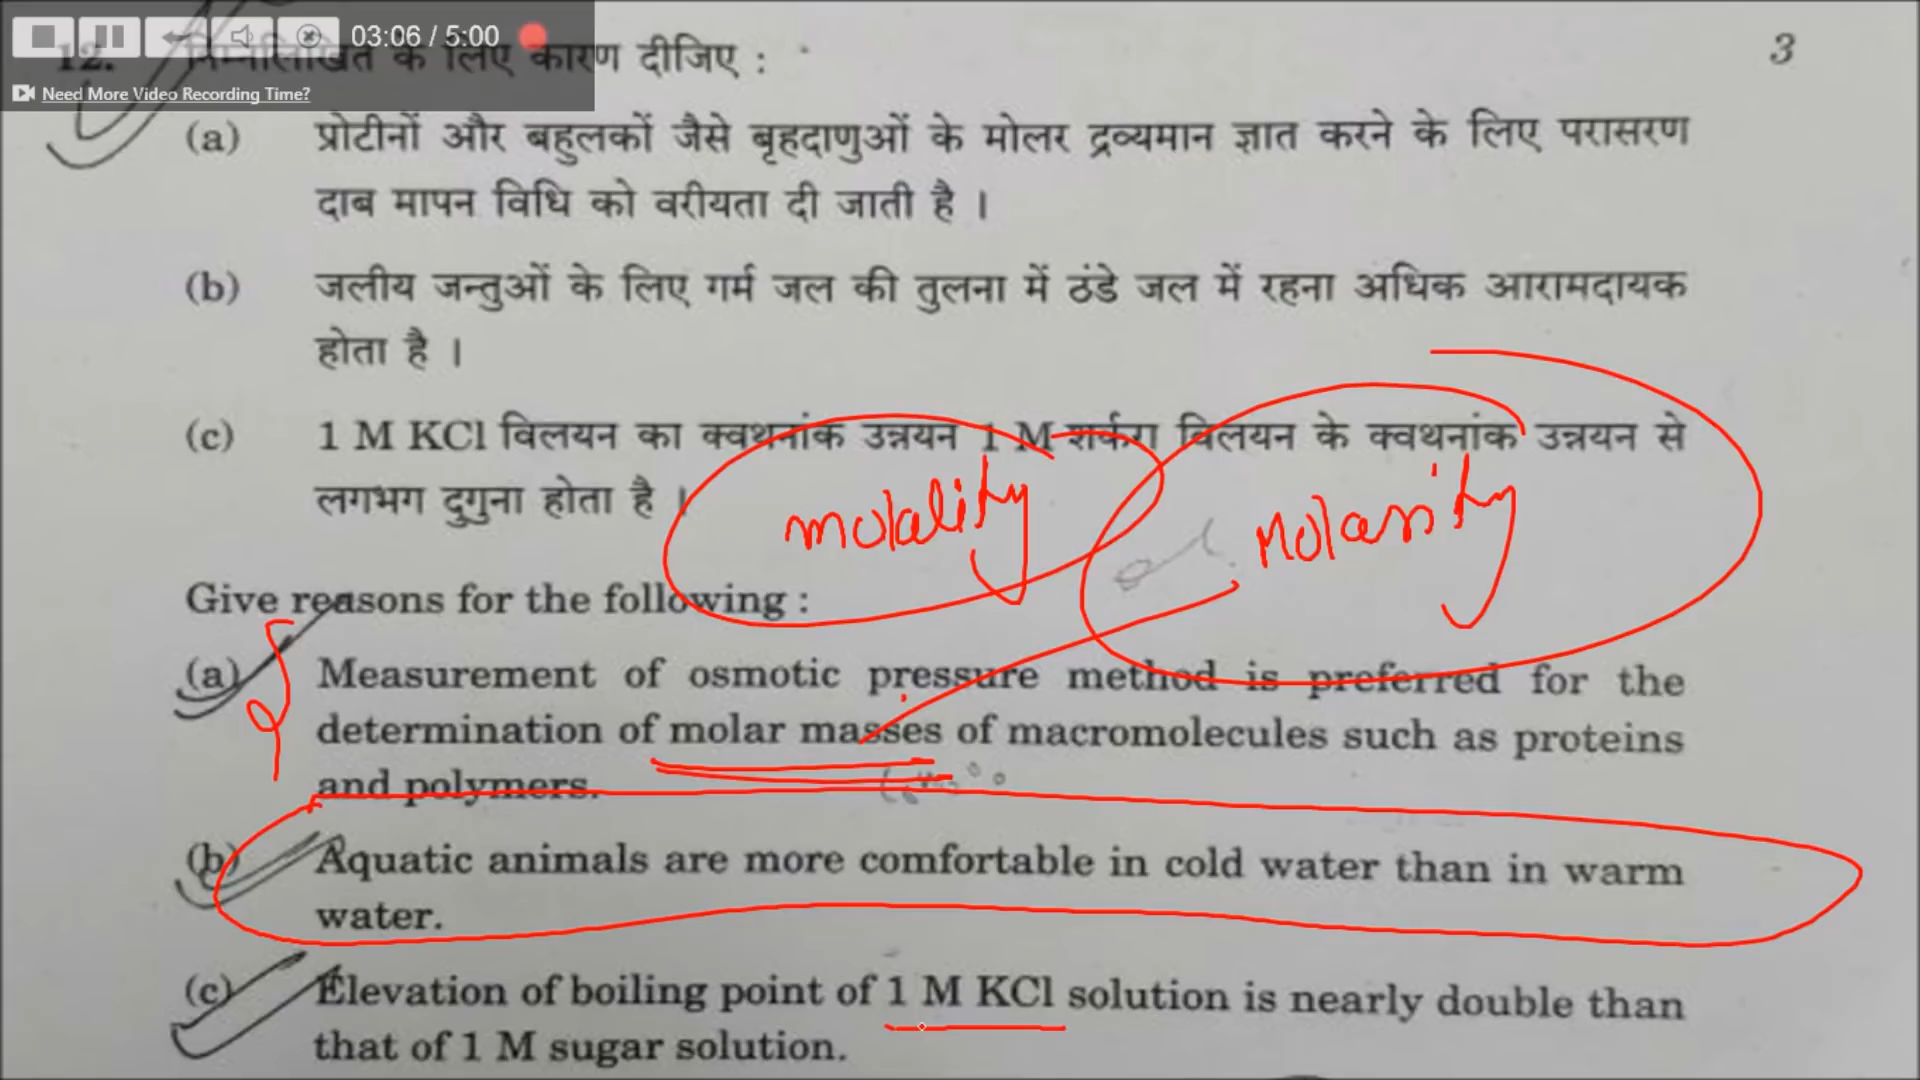 03:06 / 5:00
Need More Video Recording Time?
12. निम्नलिखित के लिए कारण दीजिए :
3
(a) प्रोटीनों और बहुलकों जैसे बृहदाणुओं के मोलर द्रव्यमान ज्ञात करने के लिए परासरण
दाब मापन विधि को वरीयता दी जाती है ।
(b) जलीय जन्तुओं के लिए गर्म जल की तुलना में ठंडे जल में रहना अधिक आरामदायक
होता है ।
(c) 1 M KCl विलयन का क्वथनांक उन्नयन 1 M शर्करा विलयन के क्वथनांक उन्नयन से
लगभग दुगुना होता है ।
molality
Molarity
Give reasons for the following :
(a) Measurement of osmotic pressure method is preferred for the
determination of molar masses of macromolecules such as proteins
and polymers.
(b) Aquatic animals are more comfortable in cold water than in warm
water.
(c) Elevation of boiling point of 1 M KCl solution is nearly double than
that of 1 M sugar solution.